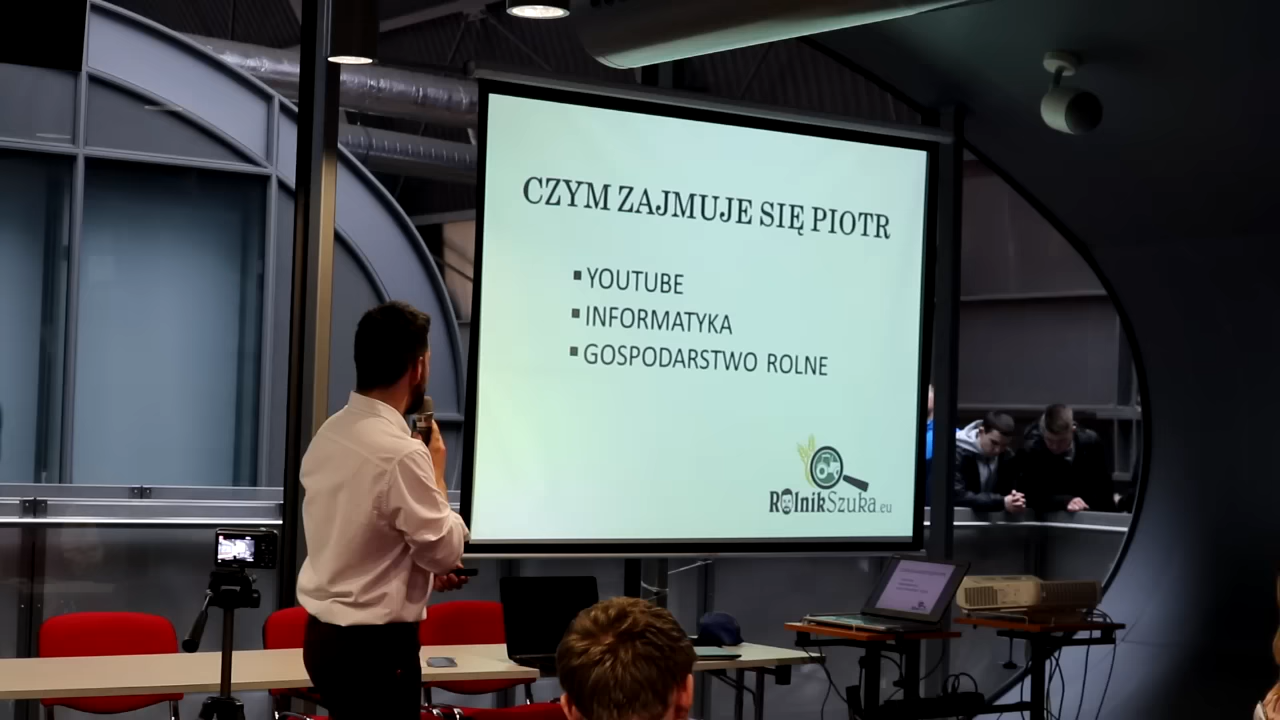 CZYM ZAJMUJE SIĘ PIOTR
▪YOUTUBE
▪INFORMATYKA
▪GOSPODARSTWO ROLNE
RolnikSzuka.eu